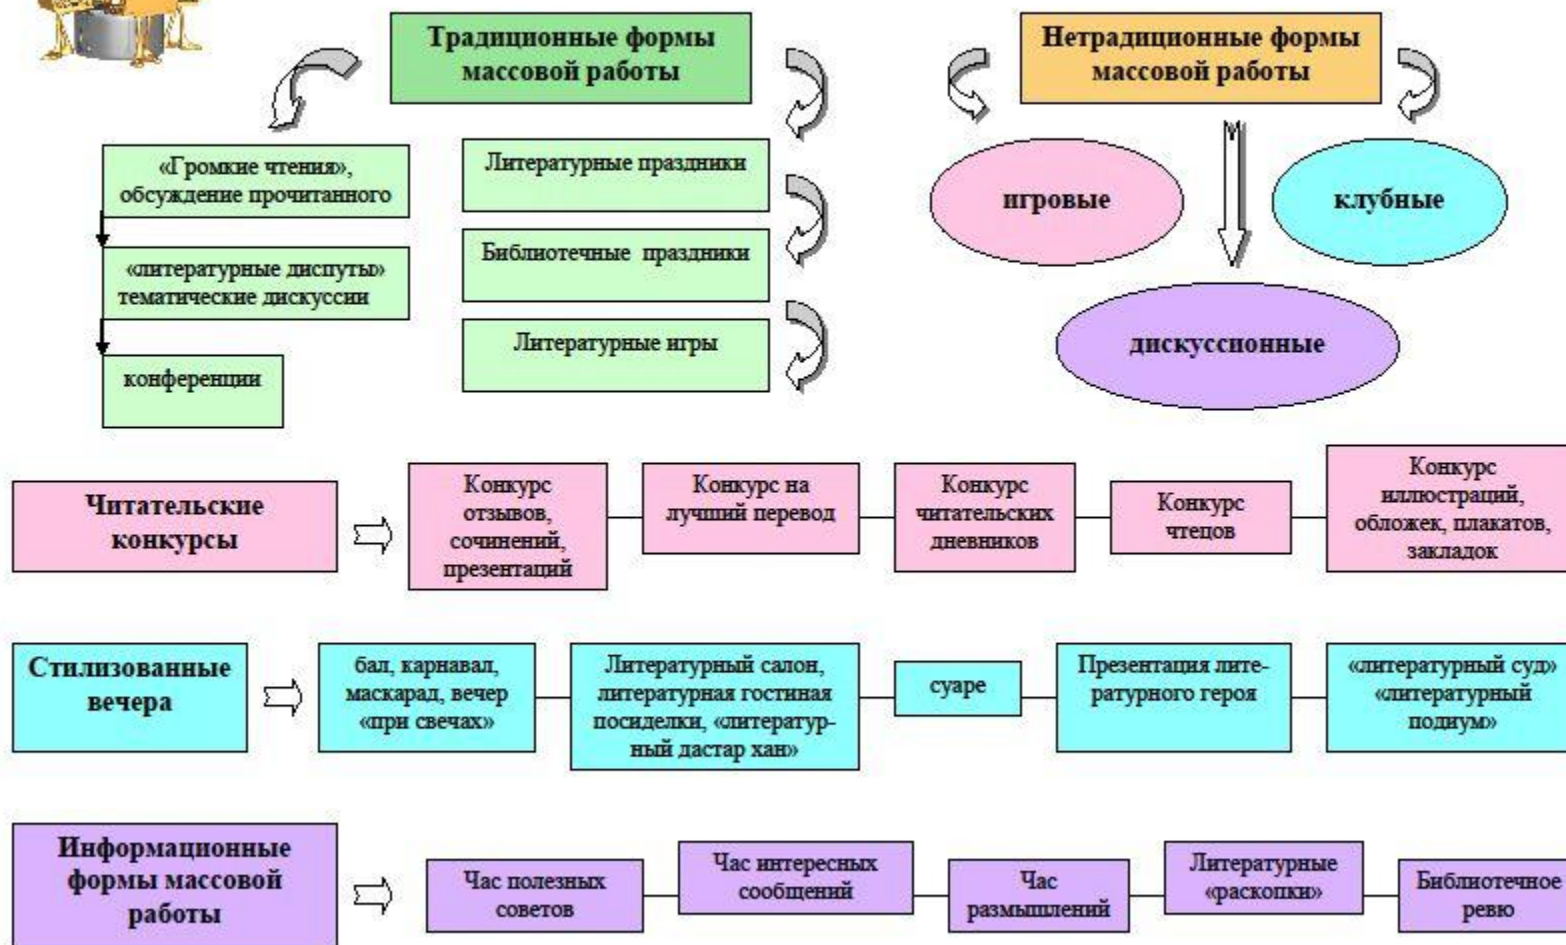 Традиционные формы
массовой работы
«Громкие чтения»,
обсуждение прочитанного
«литературные диспуты»
тематические дискуссии
конференции
Литературные праздники
Библиотечные праздники
Литературные игры
Нетрадиционные формы
массовой работы
игровые
клубные
дискуссионные
Читательские
конкурсы
Конкурс
отзывов,
сочинений,
презентаций
Конкурс на
лучший перевод
Конкурс
читательских
дневников
Конкурс
чтецов
Конкурс
иллюстраций,
обложек, плакатов,
закладок
Стилизованные
вечера
бал, карнавал,
маскарад, вечер
«при свечах»
Литературный салон,
литературная гостиная
посиделки, «литератур-
ный дастар хан»
суаре
Презентация лите-
ратурного героя
«литературный суд»
«литературный
подиум»
Информационные
формы массовой
работы
Час полезных
советов
Час интересных
сообщений
Час
размышлений
Литературные
«раскопки»
Библиотечное
ревю